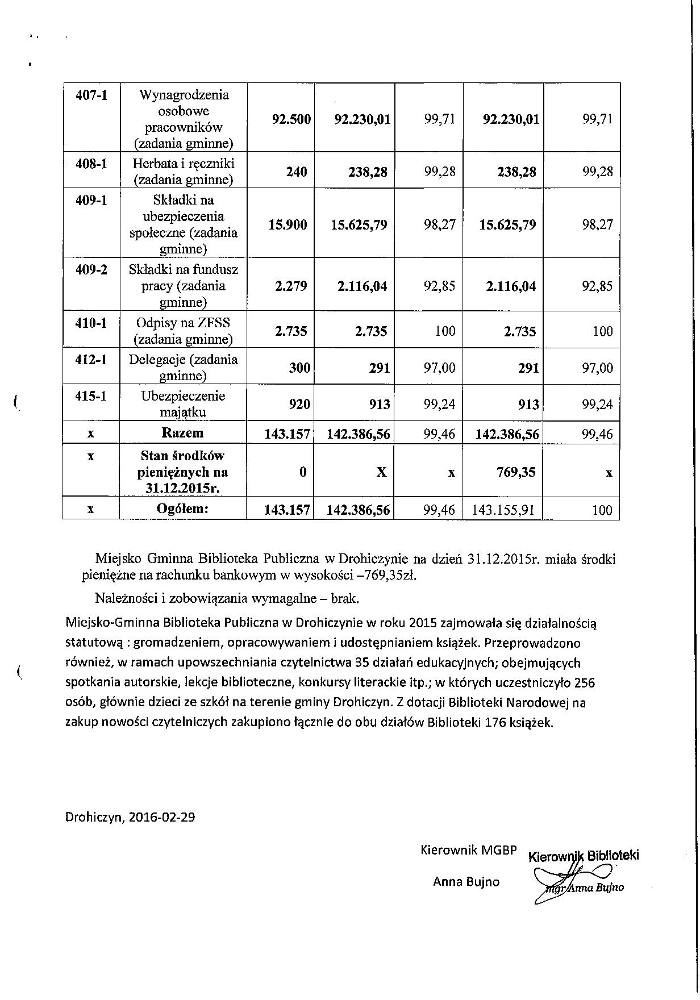 407-1 Wynagrodzenia
osobowe
pracowników
(zadania gminne) 92.500 92.230,01 99,71 92.230,01 99,71
408-1 Herbata i ręczniki
(zadania gminne) 240 238,28 99,28 238,28 99,28
409-1 Składki na
ubezpieczenia
społeczne (zadania
gminne) 15.900 15.625,79 98,27 15.625,79 98,27
409-2 Składki na fundusz
pracy (zadania
gminne) 2.279 2.116,04 92,85 2.116,04 92,85
410-1 Odpisy na ZFSS
(zadania gminne) 2.735 2.735 100 2.735 100
412-1 Delegacje (zadania
gminne) 300 291 97,00 291 97,00
415-1 Ubezpieczenie
majątku 920 913 99,24 913 99,24
x Razem 143.157 142.386,56 99,46 142.386,56 99,46
x Stan środków
pieniężnych na
31.12.2015r. 0 X x 769,35 x
x Ogółem: 143.157 142.386,56 99,46 143.155,91 100
Miejsko Gminna Biblioteka Publiczna w Drohiczynie na dzień 31.12.2015r. miała środki
pieniężne na rachunku bankowym w wysokości –769,35zł.
Należności i zobowiązania wymagalne – brak.
Miejsko-Gminna Biblioteka Publiczna w Drohiczynie w roku 2015 zajmowała się działalnością
statutową : gromadzeniem, opracowywaniem i udostępnianiem książek. Przeprowadzono
również, w ramach upowszechniania czytelnictwa 35 działań edukacyjnych; obejmujących
spotkania autorskie, lekcje biblioteczne, konkursy literackie itp.; w których uczestniczyło 256
osób, głównie dzieci ze szkół na terenie gminy Drohiczyn. Z dotacji Biblioteki Narodowej na
zakup nowości czytelniczych zakupiono łącznie do obu działów Biblioteki 176 książek.
Drohiczyn, 2016-02-29
Kierownik MGBP
Kierownik Biblioteki
Anna Bujno
mgr Anna Bujno